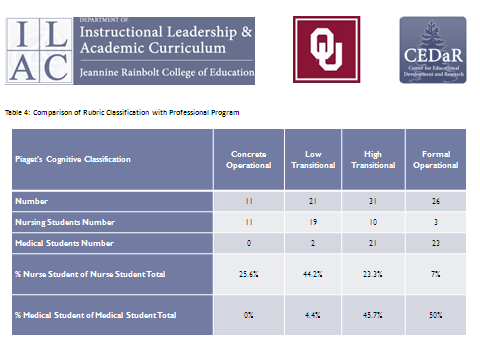 DEPARTMENT OF
IL
AC
Instructional Leadership &
Academic Curriculum
Jeannine Rainbolt College of Education
OU
CEDaR
Center for Educational
Development and Research
Table 4: Comparison of Rubric Classification with Professional Program
Piaget's Cognitive Classification Concrete Operational Low Transitional High Transitional Formal Operational
Number 11 21 31 26
Nursing Students Number 11 19 10 3
Medical Students Number 0 2 21 23
% Nurse Student of Nurse Student Total 25.6% 44.2% 23.3% 7%
% Medical Student of Medical Student Total 0% 4.4% 45.7% 50%